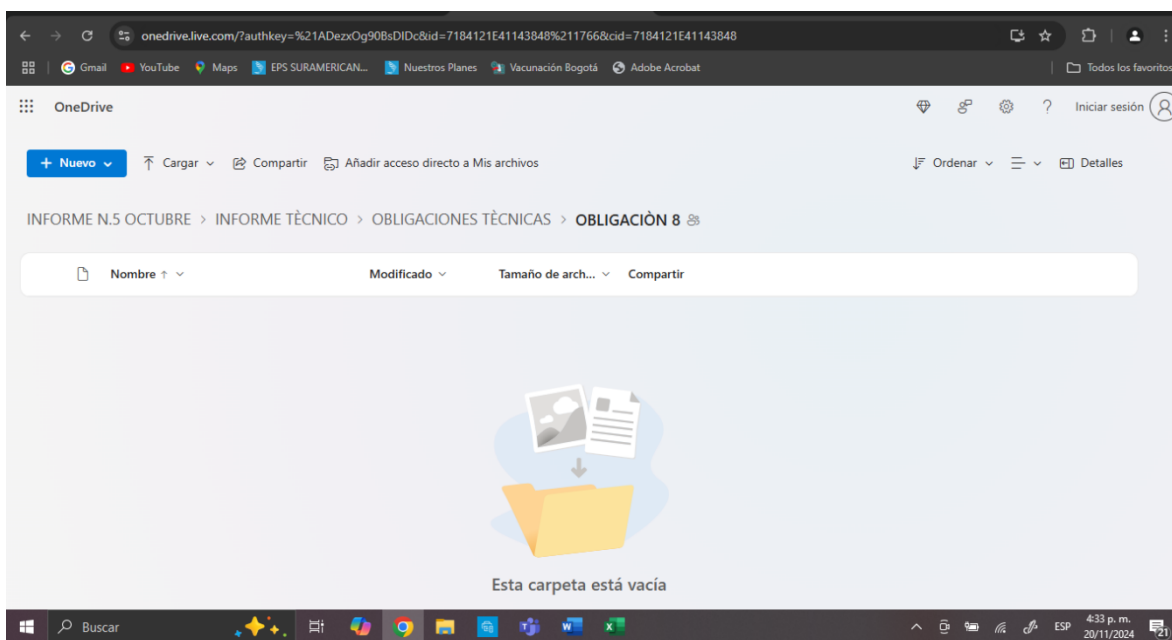 onedrive.live.com/?authkey=%21ADezxOg90BsDIDc&id=7184121E41143848%211766&cid=7184121E41143848
Gmail YouTube Maps EPS SURAMERICAN... Nuestros Planes Vacunación Bogotá Adobe Acrobat Todos los favoritos
OneDrive ? Iniciar sesión
+ Nuevo Cargar Compartir Añadir acceso directo a Mis archivos Ordenar Detalles
INFORME N.5 OCTUBRE > INFORME TÈCNICO > OBLIGACIONES TÈCNICAS > OBLIGACIÒN 8
Nombre ↑ Modificado Tamaño de arch... Compartir
Esta carpeta está vacía
Buscar ESP 4:33 p. m.
20/11/2024 21